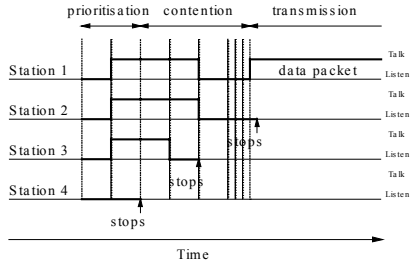 prioritisation contention transmission
Talk
Station 1 data packet Listen
Talk
Station 2 Listen
stops Talk
Station 3 Listen
stops Talk
Station 4 Listen
stops
Time